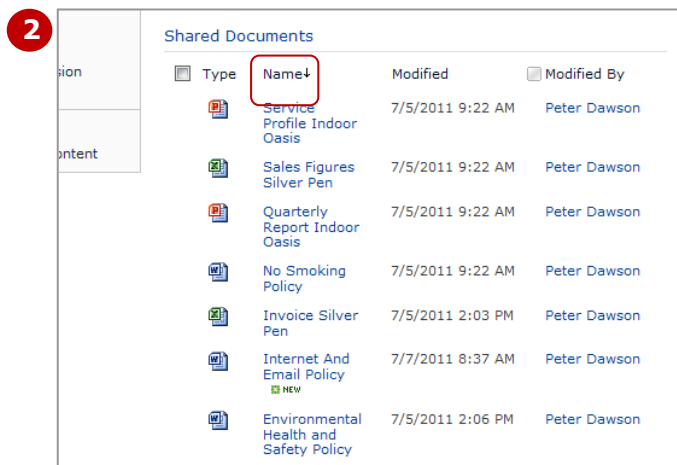 2
Shared Documents
Type Name Modified Modified By
sion
Service
Profile Indoor
Oasis
7/5/2011 9:22 AM Peter Dawson
ontent
Sales Figures
Silver Pen
7/5/2011 9:22 AM Peter Dawson
Quarterly
Report Indoor
Oasis
7/5/2011 9:22 AM Peter Dawson
No Smoking
Policy
7/5/2011 9:22 AM Peter Dawson
Invoice Silver
Pen
7/5/2011 2:03 PM Peter Dawson
Internet And
Email Policy
NEW
7/7/2011 8:37 AM Peter Dawson
Environmental
Health and
Safety Policy
7/5/2011 2:06 PM Peter Dawson